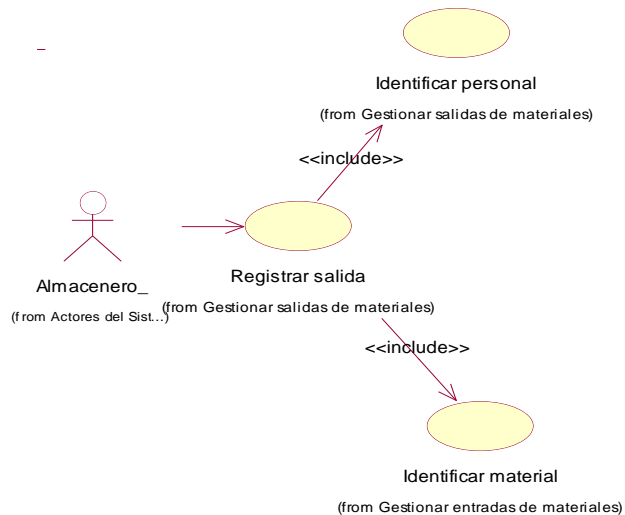 _
Identificar personal
(from Gestionar salidas de materiales)
<<include>>
Almacenero_
(from Actores del Sist...)
Registrar salida
(from Gestionar salidas de materiales)
<<include>>
Identificar material
(from Gestionar entradas de materiales)